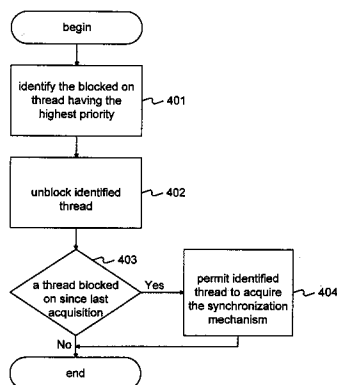 begin
identify the blocked on
thread having the
highest priority
401
unblock identified
thread
402
403
a thread blocked
on since last
acquisition
Yes
permit identified
thread to acquire
the synchronization
mechanism
404
No
end